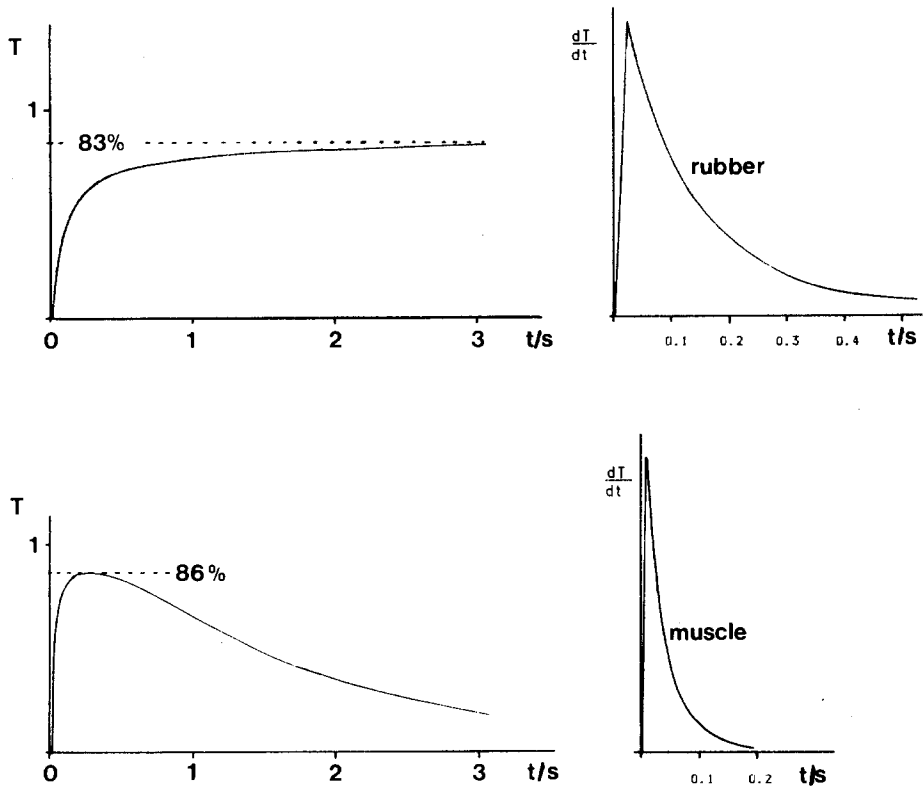 T
1
83%
0 1 2 3 t/s
dT
dt
rubber
0.1 0.2 0.3 0.4 t/s
T
1
86%
0 1 2 3 t/s
dT
dt
muscle
0.1 0.2 t/s